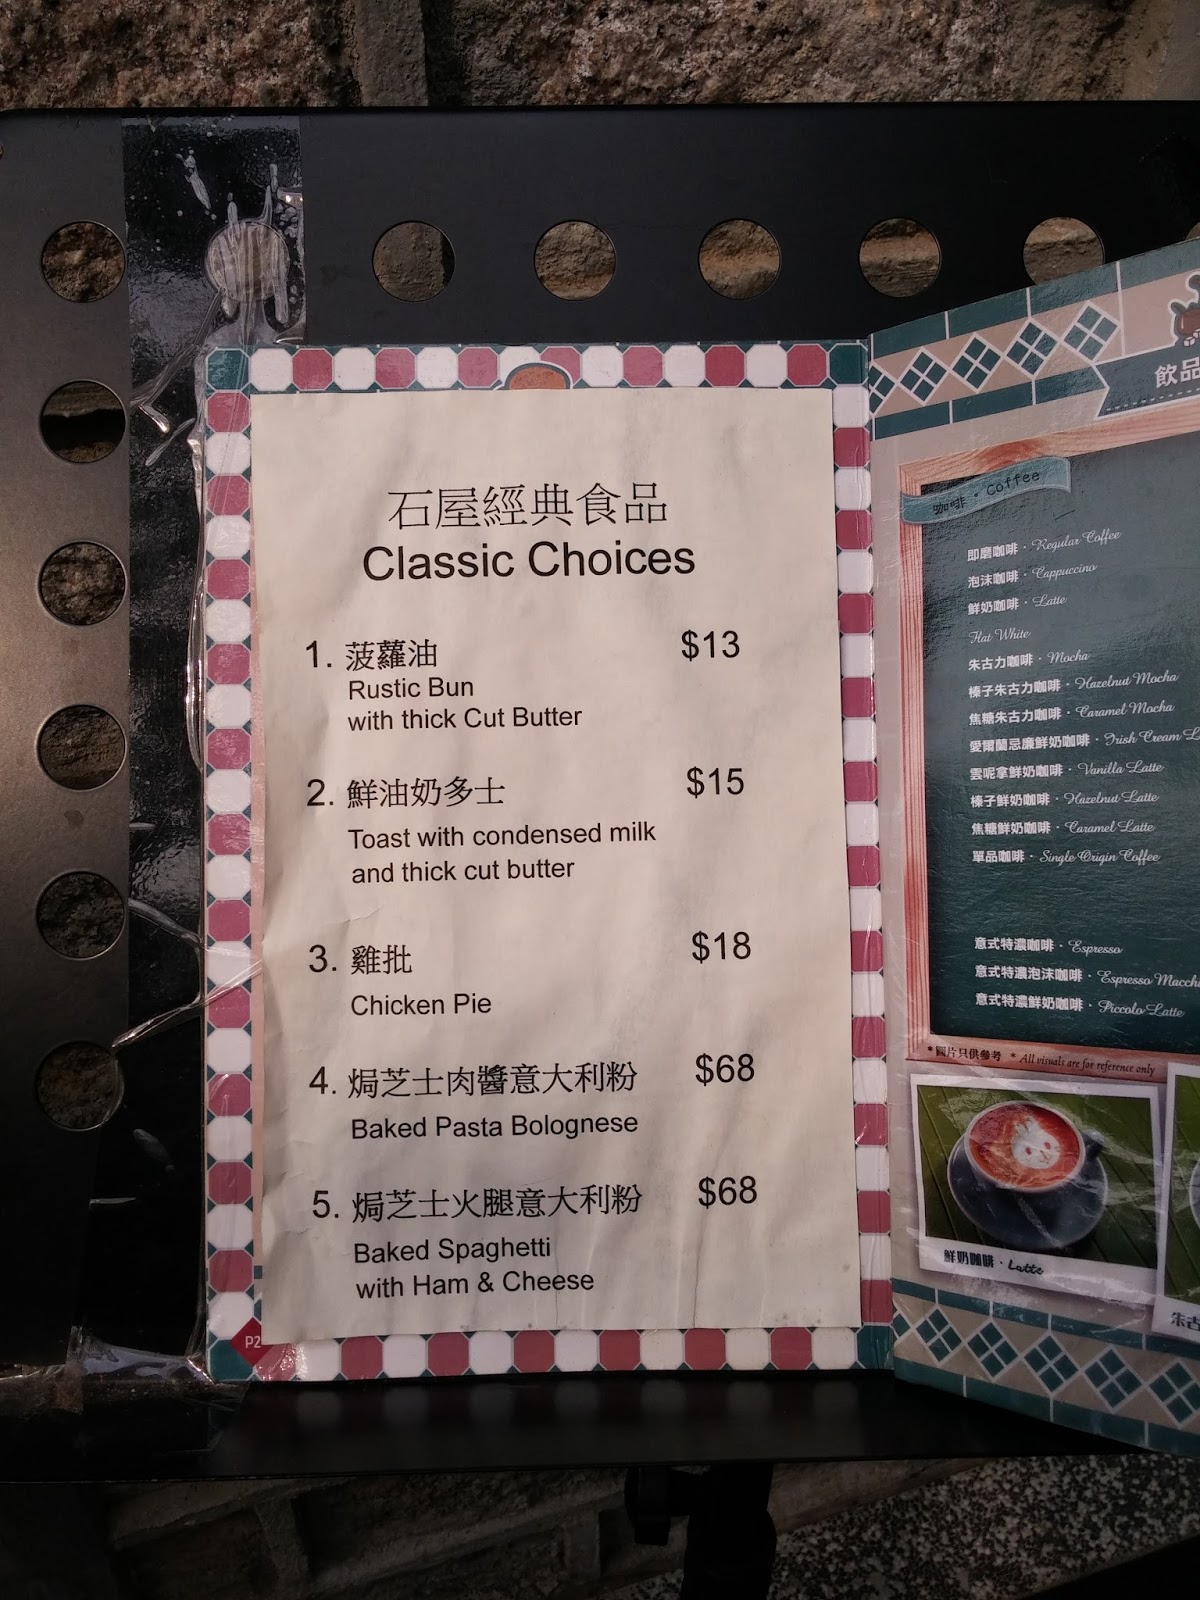 石屋經典食品
Classic Choices
1. 菠蘿油 $13
Rustic Bun
with thick Cut Butter
2. 鮮油奶多士 $15
Toast with condensed milk
and thick cut butter
3. 雞批 $18
Chicken Pie
4. 焗芝士肉醬意大利粉 $68
Baked Pasta Bolognese
5. 焗芝士火腿意大利粉 $68
Baked Spaghetti
with Ham & Cheese
P2
飲品
咖啡・Coffee
即磨咖啡・Regular Coffee
泡沫咖啡・Cappuccino
鮮奶咖啡・Latte
Flat White
朱古力咖啡・Mocha
榛子朱古力咖啡・Hazelnut Mocha
焦糖朱古力咖啡・Caramel Mocha
愛爾蘭忌廉鮮奶咖啡・Irish Cream
雲呢拿鮮奶咖啡・Vanilla Latte
榛子鮮奶咖啡・Hazelnut Latte
焦糖鮮奶咖啡・Caramel Latte
單品咖啡・Single Origin Coffee
意式特濃咖啡・Espresso
意式特濃泡沫咖啡・Espresso
意式特濃鮮奶咖啡・Piccolo Latte
*圖片只供參考 * All visuals are for reference only
鮮奶咖啡・Latte
朱古